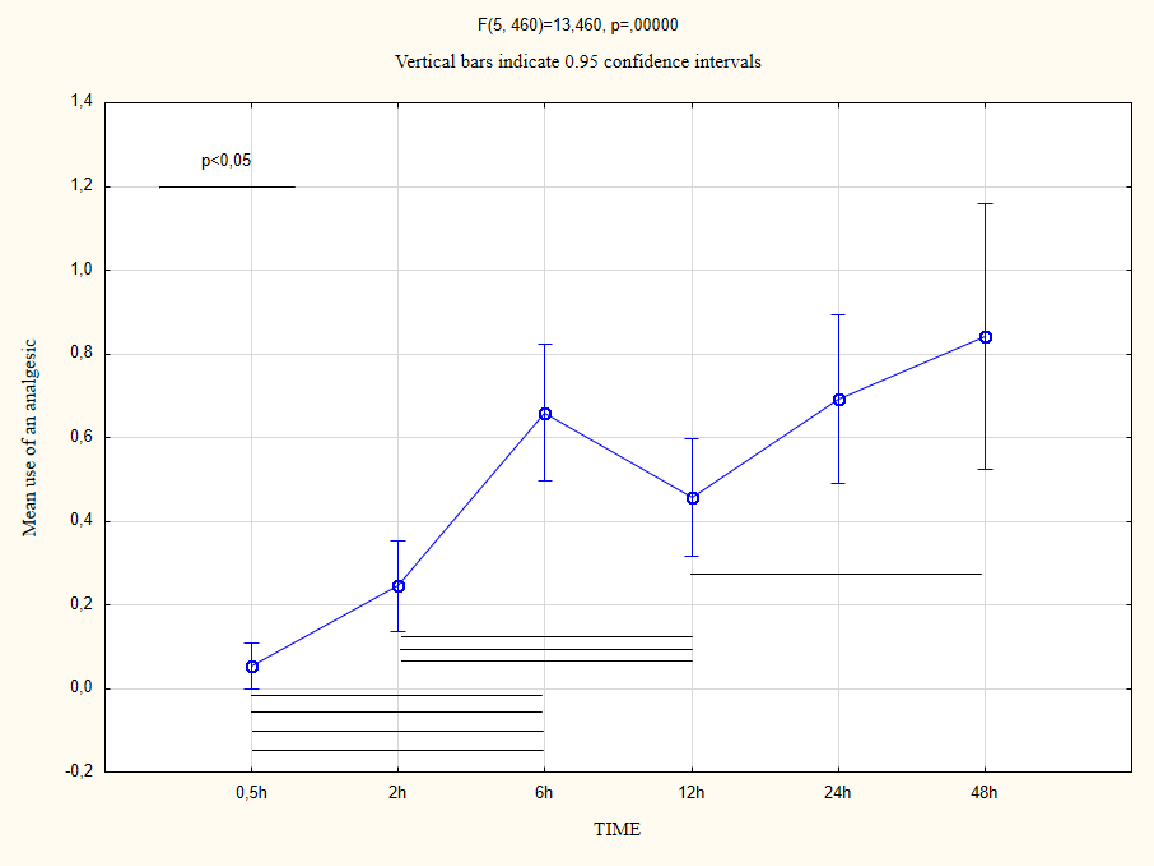 F(5, 460)=13,460, p=,00000
Vertical bars indicate 0.95 confidence intervals
1,4
p<0,05
1,2
1,0
0,8
0,6
0,4
0,2
0,0
-0,2
Mean use of an analgesic
0,5h 2h 6h 12h 24h 48h
TIME